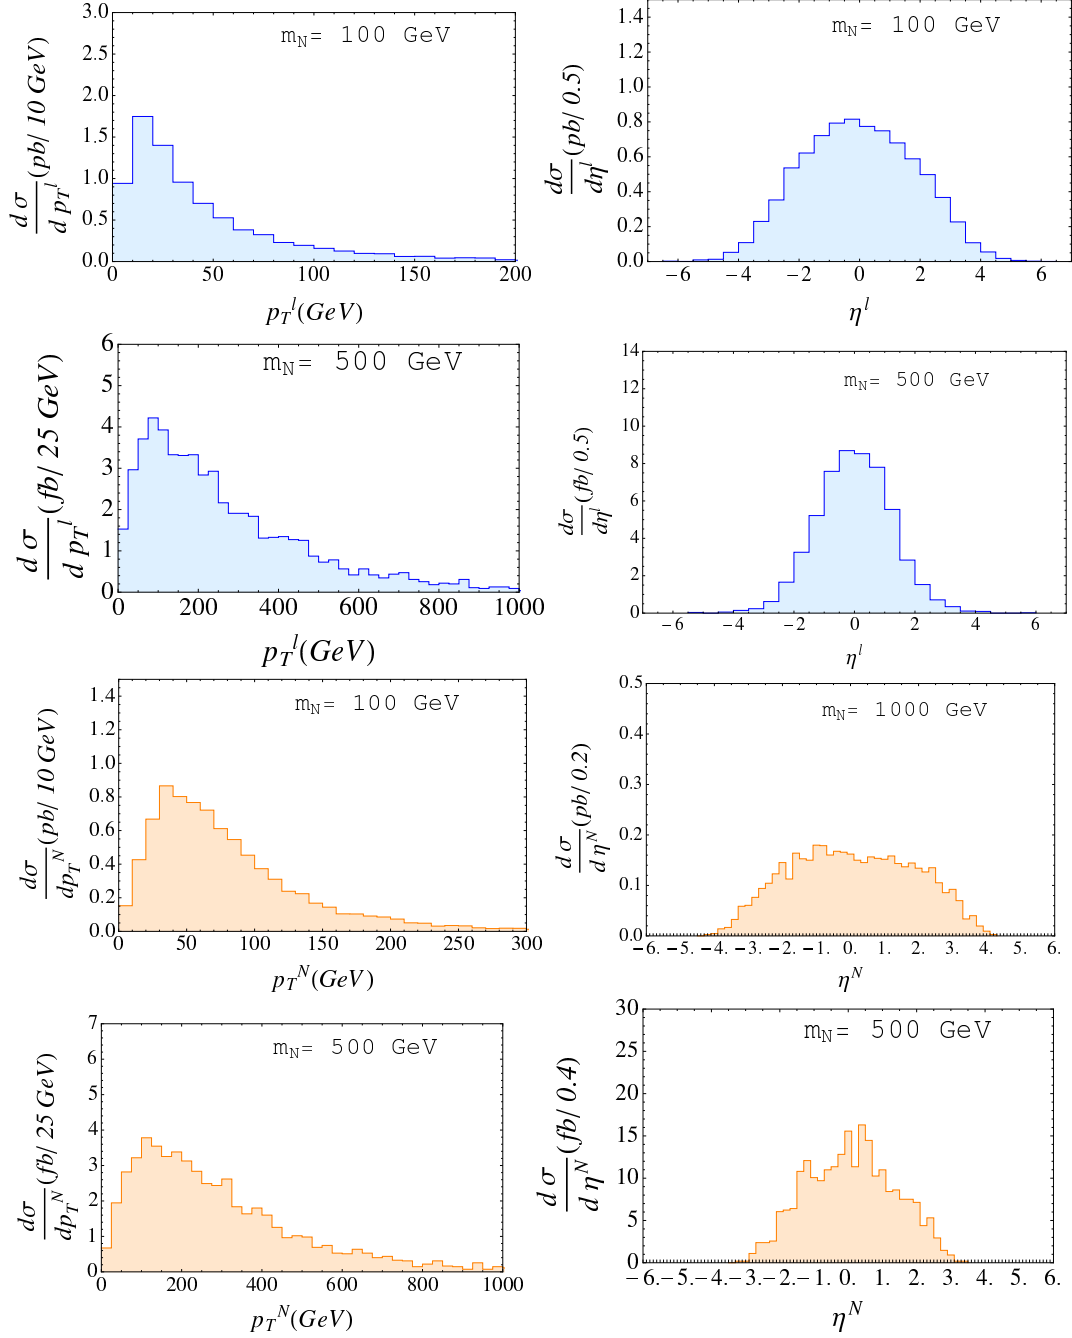 m_N= 100 GeV
dσ/dp_T^l (pb/ 10 GeV)
3.0
2.5
2.0
1.5
1.0
0.5
0.0
0 50 100 150 200
p_T^l(GeV)
m_N= 100 GeV
dσ/dη^l (pb/ 0.5)
1.4
1.2
1.0
0.8
0.6
0.4
0.2
0.0
−6 −4 −2 0 2 4 6
η^l
m_N= 500 GeV
dσ/dp_T^l (fb/ 25 GeV)
6
5
4
3
2
1
0
0 200 400 600 800 1000
p_T^l(GeV)
m_N= 500 GeV
dσ/dη^l (fb/ 0.5)
14
12
10
8
6
4
2
0
−6 −4 −2 0 2 4 6
η^l
m_N= 100 GeV
dσ/dp_T^N (pb/ 10 GeV)
1.4
1.2
1.0
0.8
0.6
0.4
0.2
0.0
0 50 100 150 200 250 300
p_T^N(GeV)
m_N= 1000 GeV
dσ/dη^N (pb/ 0.2)
0.5
0.4
0.3
0.2
0.1
0.0
−6. −5. −4. −3. −2. −1. 0. 1. 2. 3. 4. 5. 6.
η^N
m_N= 500 GeV
dσ/dp_T^N (fb/ 25 GeV)
7
6
5
4
3
2
1
0
0 200 400 600 800 1000
p_T^N(GeV)
m_N= 500 GeV
dσ/dη^N (fb/ 0.4)
30
25
20
15
10
5
0
−6. −5. −4. −3. −2. −1. 0. 1. 2. 3. 4. 5. 6.
η^N